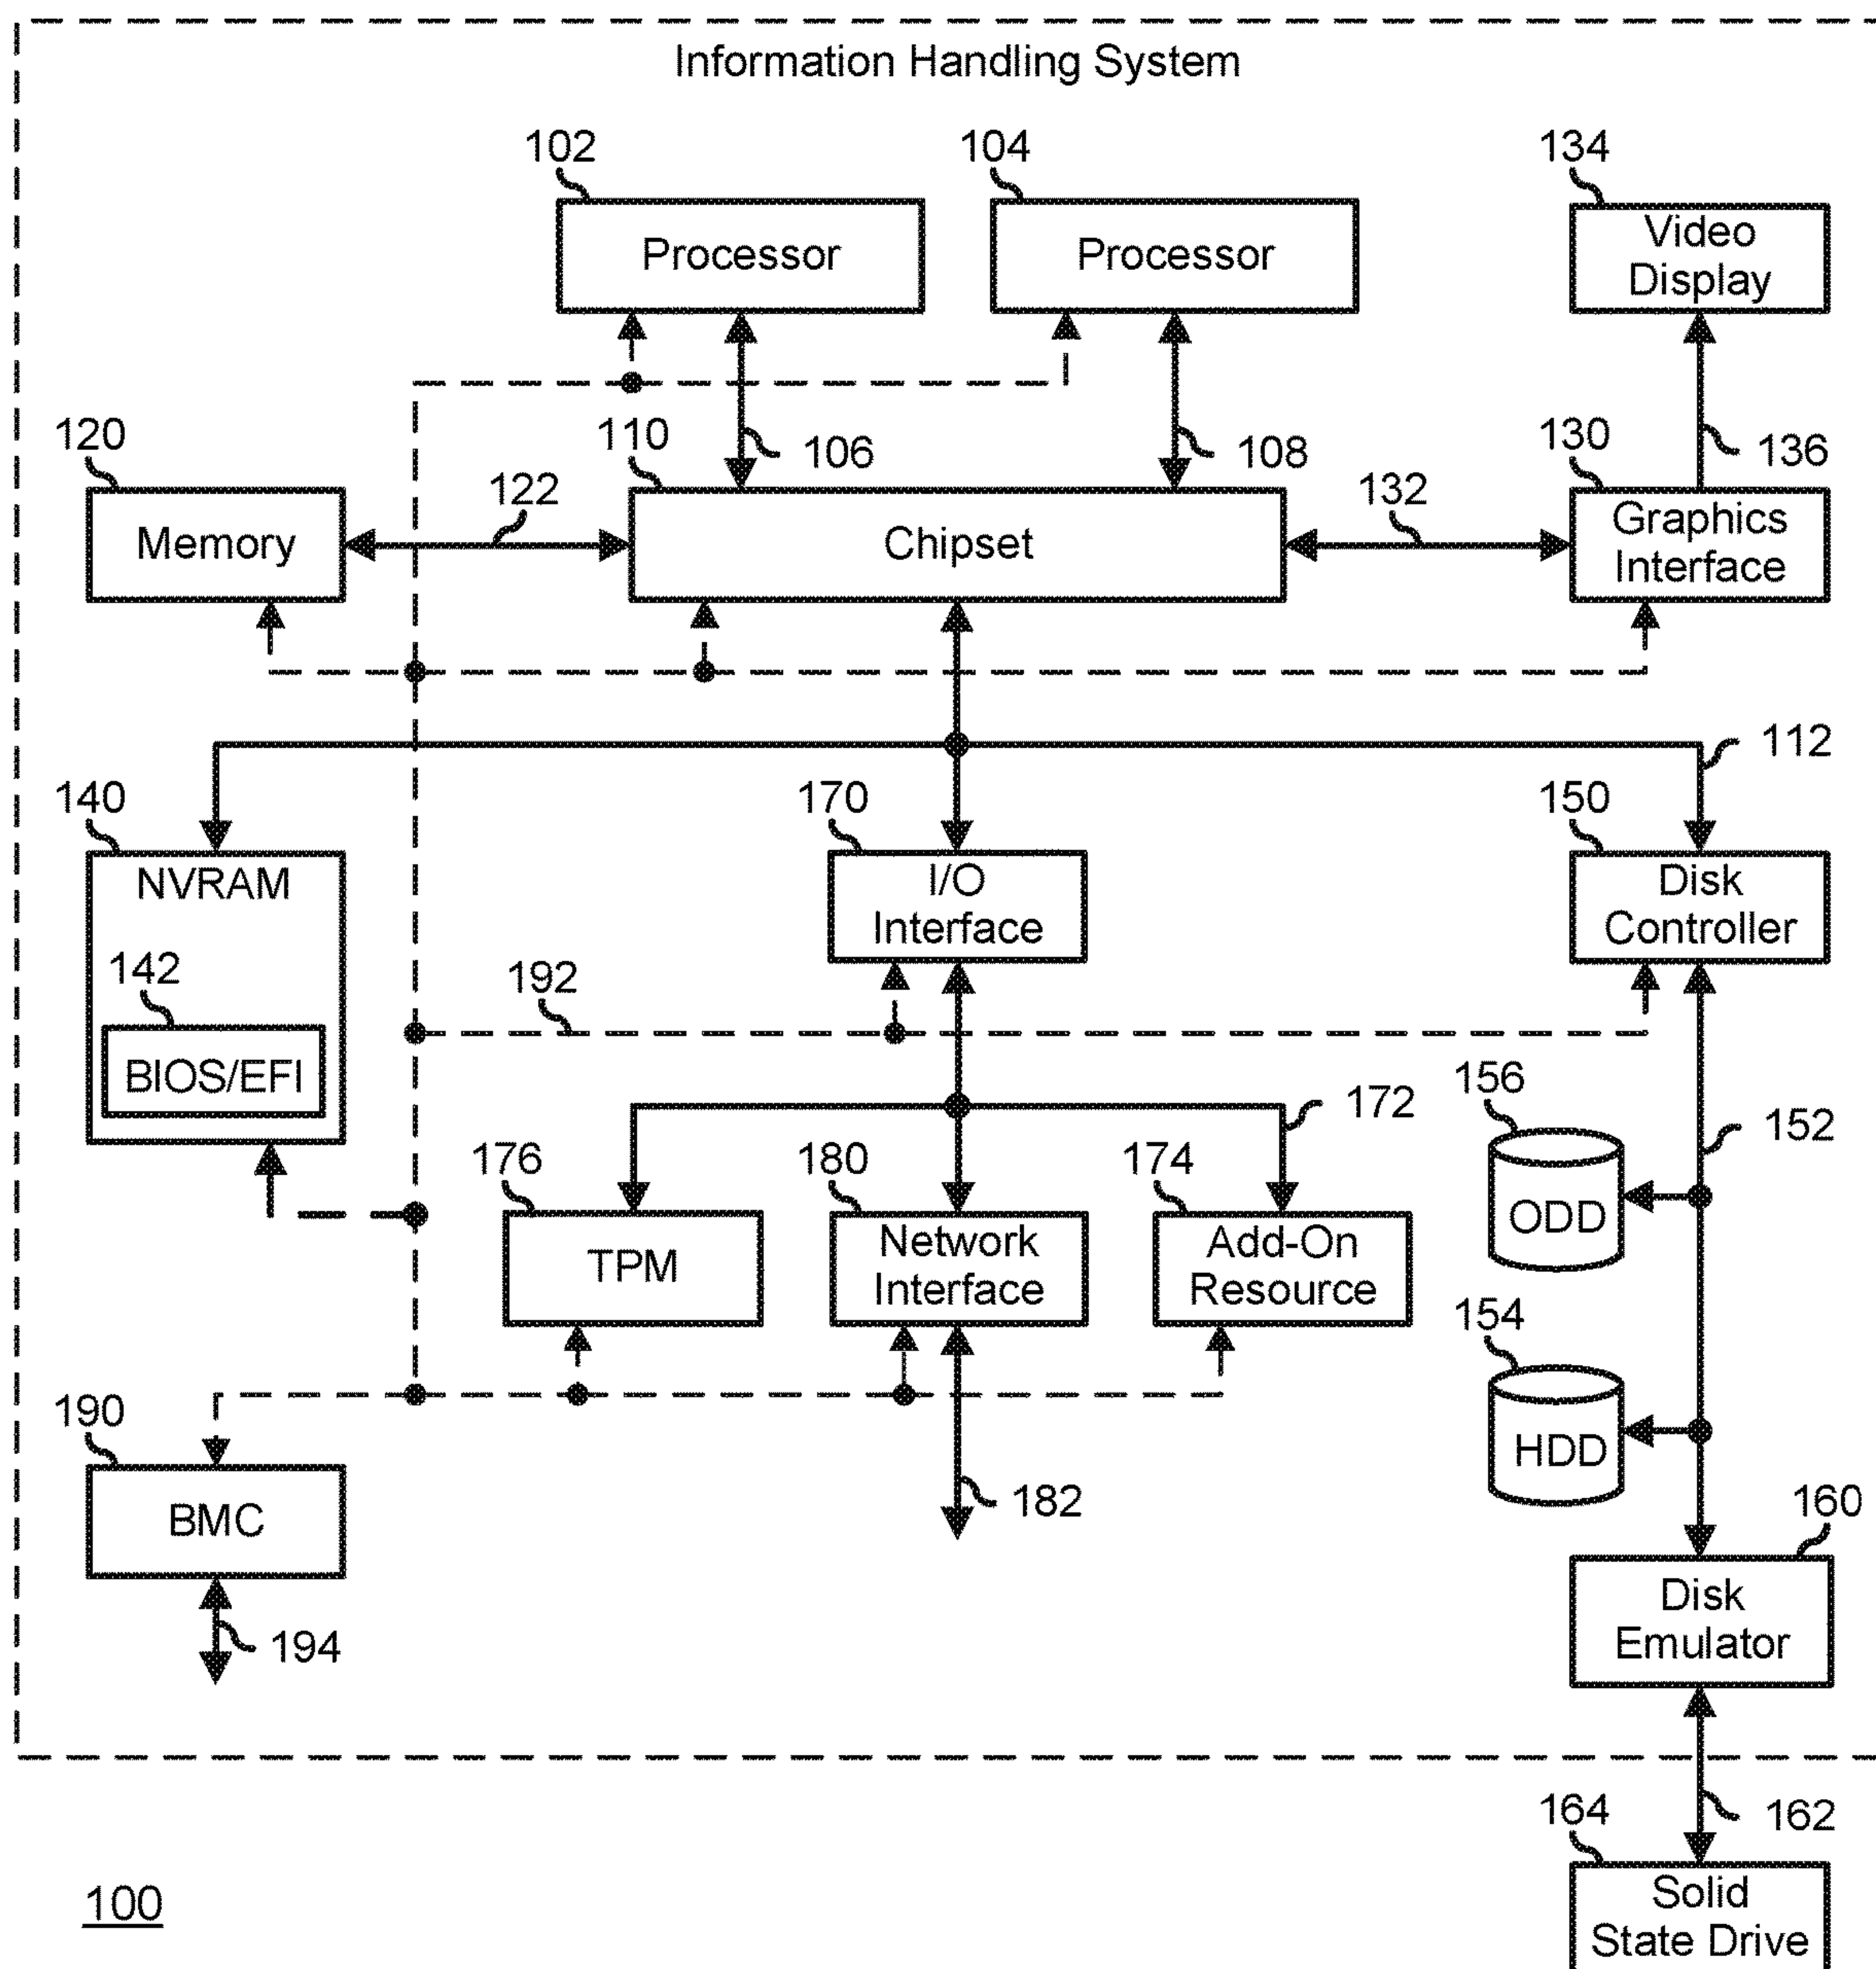 Information Handling System
102
104
134
Processor
Processor
Video
Display
120
110
106
108
130
136
122
132
Memory
Chipset
Graphics
Interface
112
140
170
150
NVRAM
I/O
Interface
Disk
Controller
142
192
BIOS/EFI
156
172
152
176
180
174
ODD
TPM
Network
Interface
Add-On
Resource
154
190
HDD
182
BMC
160
194
Disk
Emulator
164
162
100
Solid
State Drive